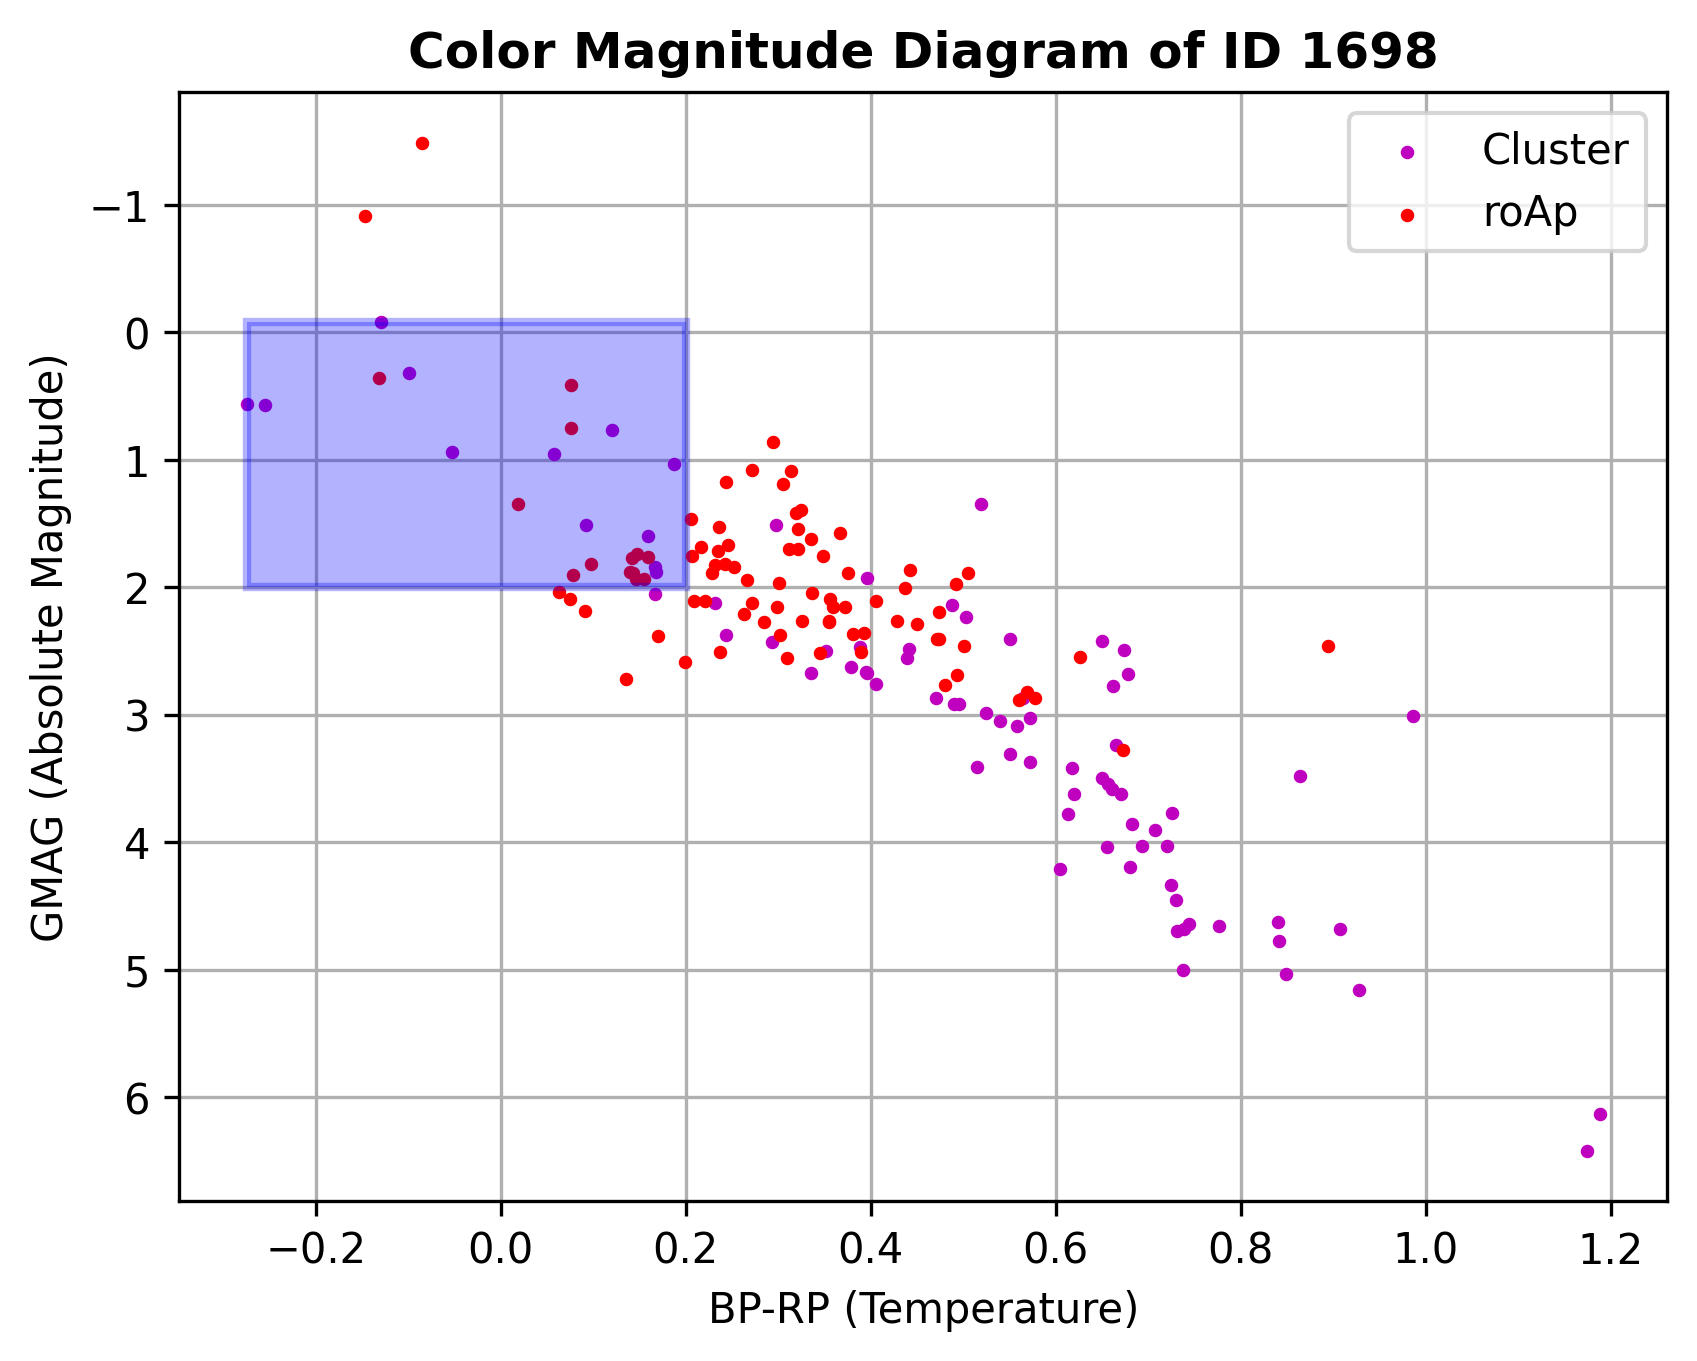 Color Magnitude Diagram of ID 1698
Cluster
roAp
GMAG (Absolute Magnitude)
−1
0
1
2
3
4
5
6
−0.2 0.0 0.2 0.4 0.6 0.8 1.0 1.2
BP-RP (Temperature)